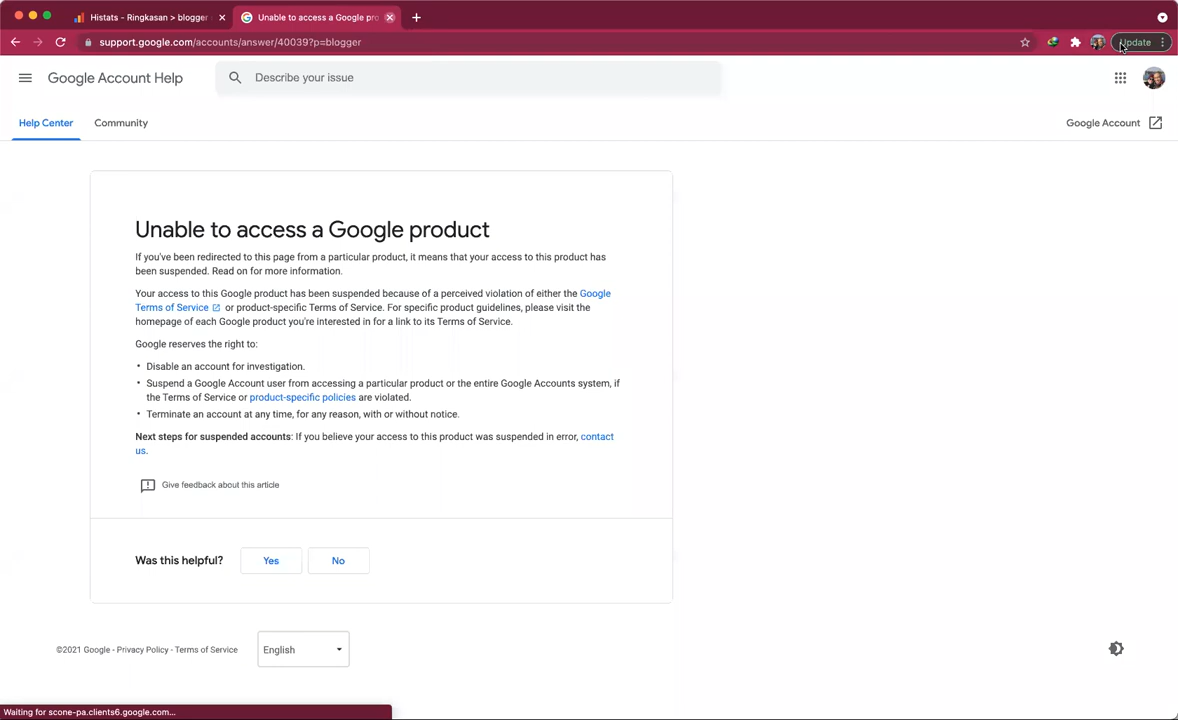 Histats - Ringkasan > blogger
Unable to access a Google pro
support.google.com/accounts/answer/40039?p=blogger
Update
Google Account Help
Describe your issue
Help Center
Community
Google Account
Unable to access a Google product
If you've been redirected to this page from a particular product, it means that your access to this product has
been suspended. Read on for more information.
Your access to this Google product has been suspended because of a perceived violation of either the Google
Terms of Service or product-specific Terms of Service. For specific product guidelines, please visit the
homepage of each Google product you're interested in for a link to its Terms of Service.
Google reserves the right to:
• Disable an account for investigation.
• Suspend a Google Account user from accessing a particular product or the entire Google Accounts system, if
the Terms of Service or product-specific policies are violated.
• Terminate an account at any time, for any reason, with or without notice.
Next steps for suspended accounts: If you believe your access to this product was suspended in error, contact
us.
Give feedback about this article
Was this helpful?
Yes
No
©2021 Google - Privacy Policy - Terms of Service
English
Waiting for scone-pa.clients6.google.com...